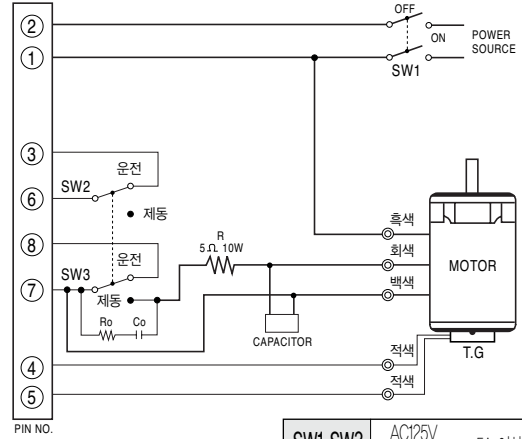 OFF
②
ON
POWER
SOURCE
①
SW1
③
운전
SW2
⑥
제동
⑧
운전
R
5Ω 10W
흑색
회색
MOTOR
SW3
⑦
제동
백색
Ro
Co
CAPACITOR
T.G
④
적색
⑤
적색
PIN NO.
SW1 SW2
AC125V